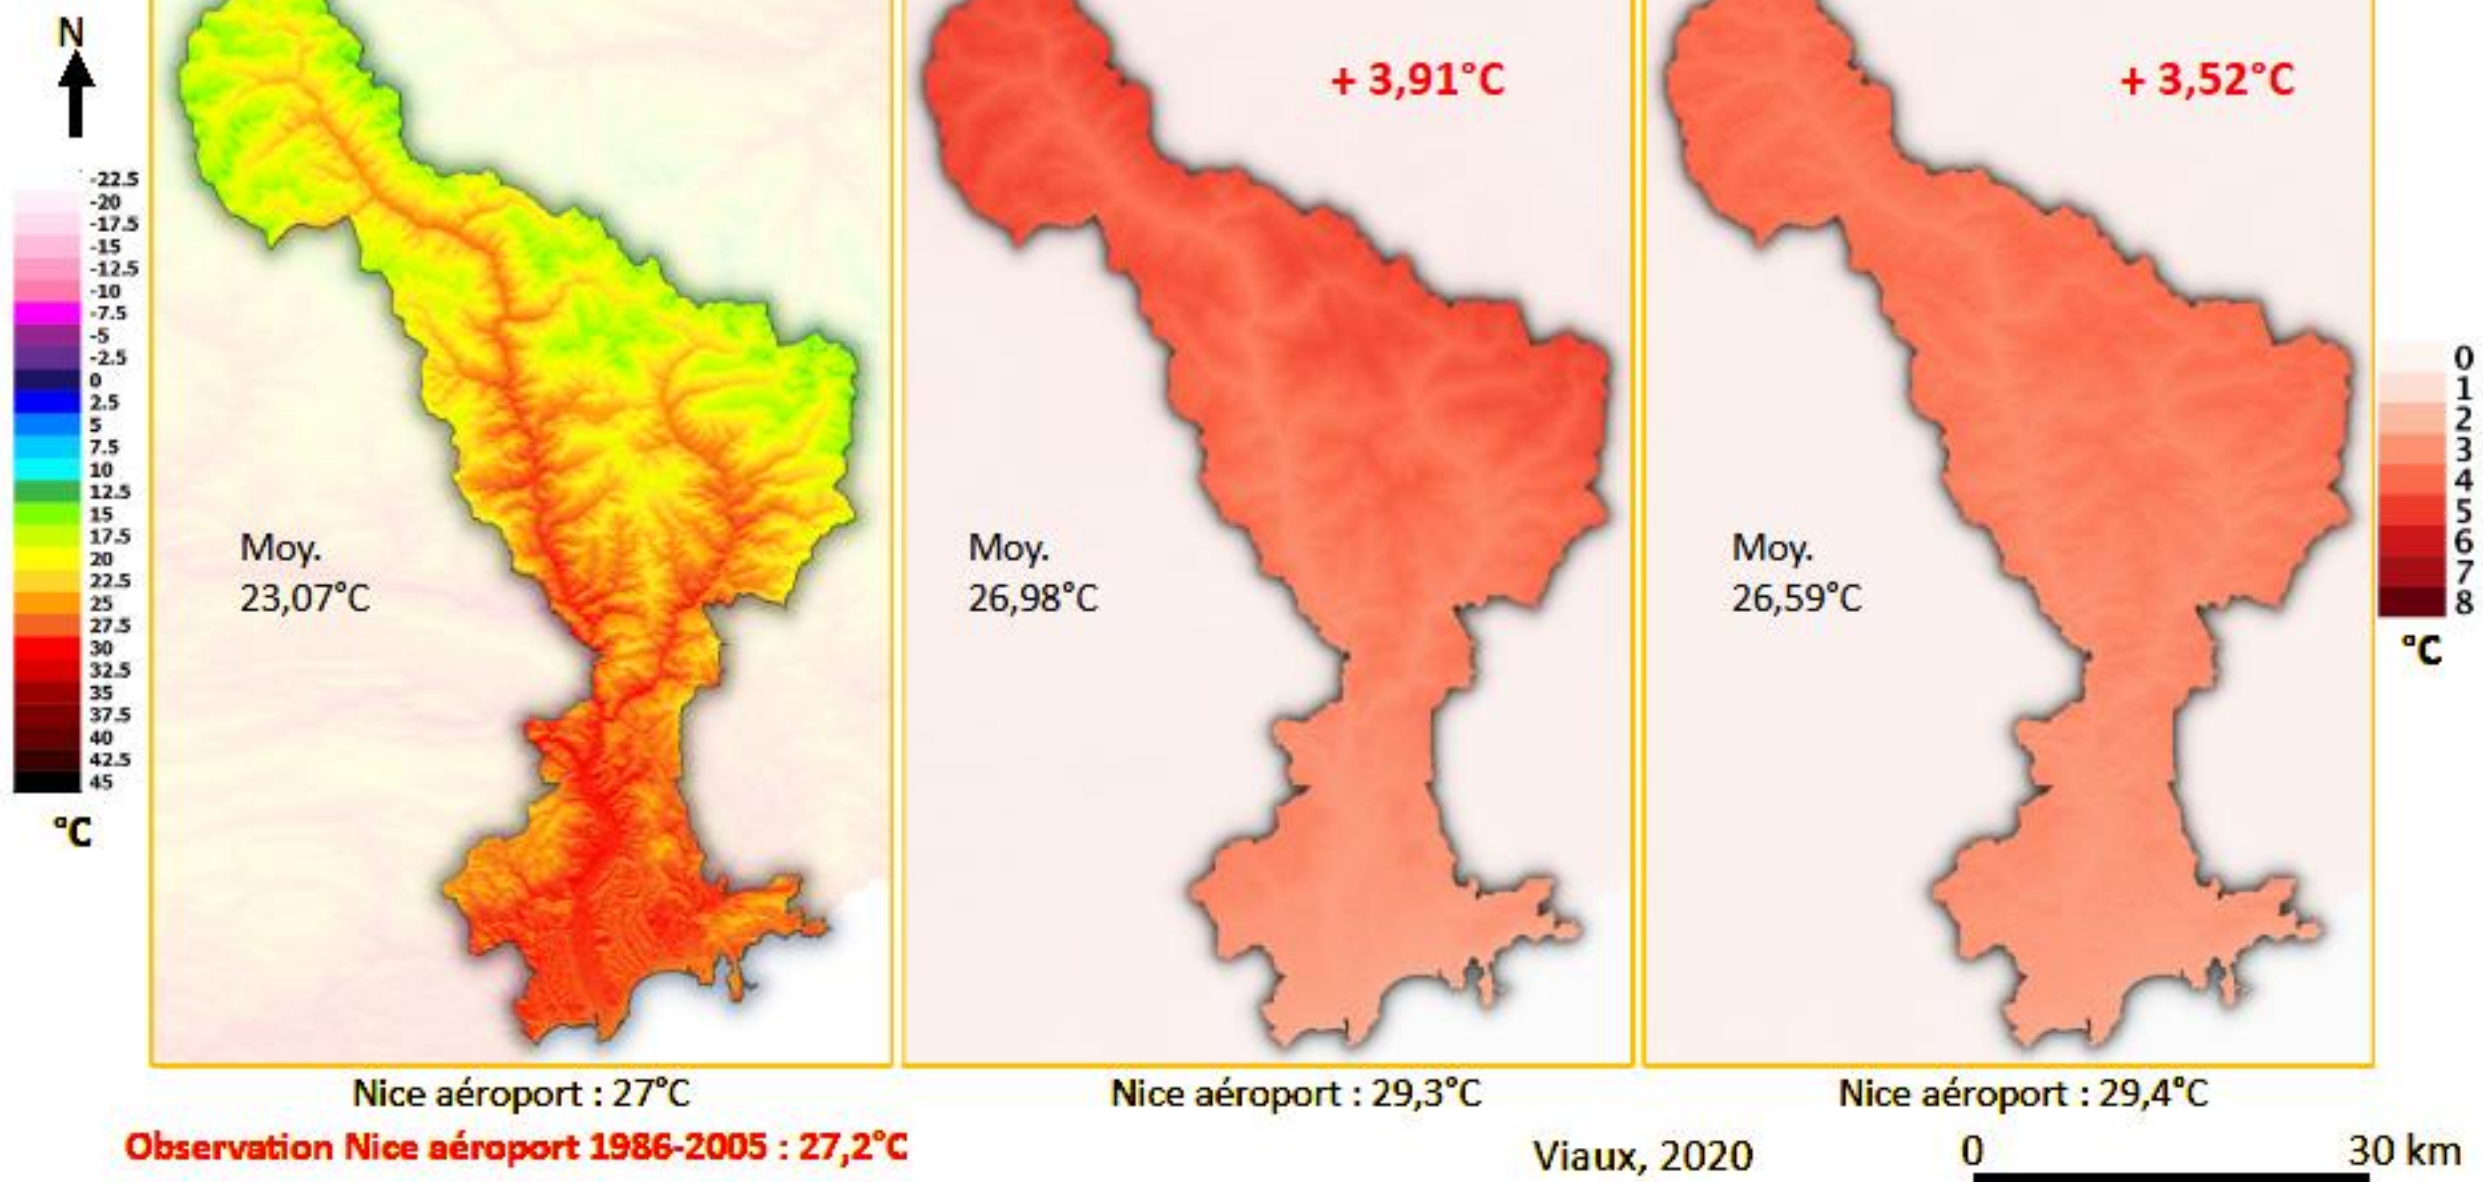 N
+ 3,91°C
+ 3,52°C
-22.5
-20
-17.5
-15
-12.5
-10
-7.5
-5
-2.5
0
2.5
5
7.5
10
12.5
15
17.5
20
22.5
25
27.5
30
32.5
35
37.5
40
42.5
45
°C
Moy.
23,07°C
Moy.
26,98°C
Moy.
26,59°C
0
1
2
3
4
5
6
7
8
°C
Nice aéroport : 27°C
Nice aéroport : 29,3°C
Nice aéroport : 29,4°C
Observation Nice aéroport 1986-2005 : 27,2°C
Viaux, 2020
0
30 km